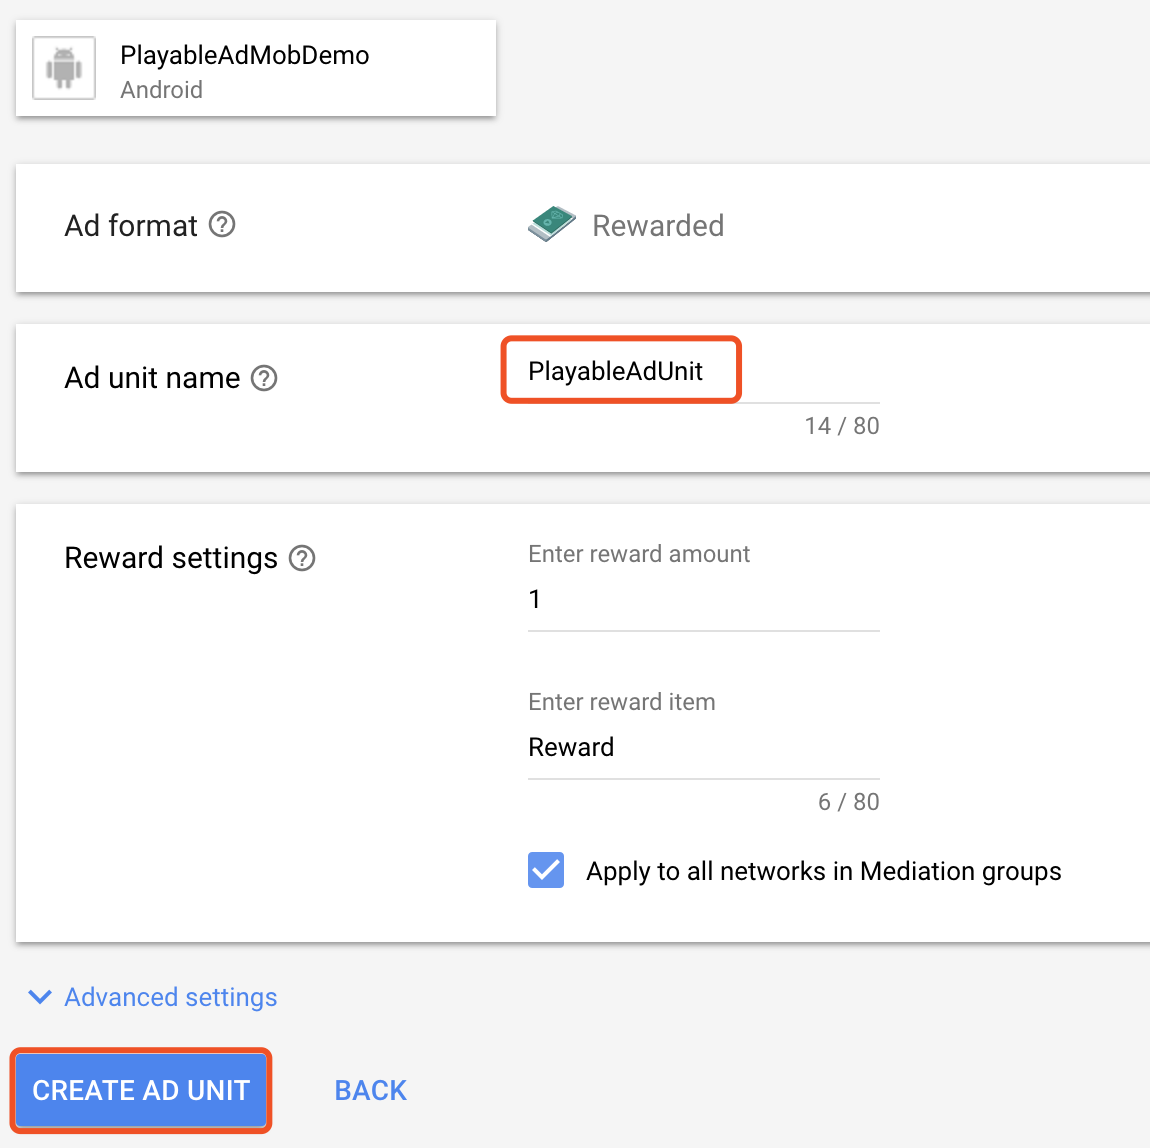 PlayableAdMobDemo
Android
Ad format ?
Rewarded
Ad unit name ?
PlayableAdUnit
14 / 80
Reward settings ?
Enter reward amount
1
Enter reward item
Reward
6 / 80
Apply to all networks in Mediation groups
Advanced settings
CREATE AD UNIT
BACK